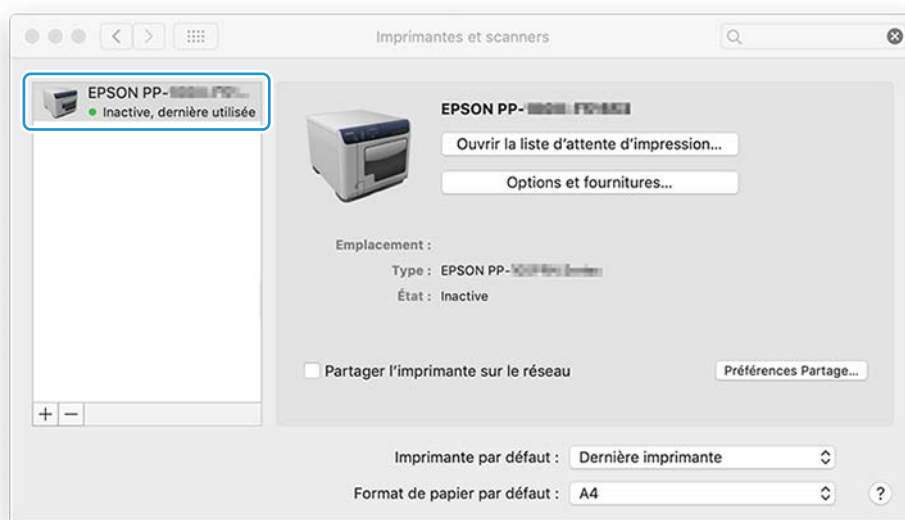 Imprimantes et scanners
EPSON PP-
Inactive, dernière utilisée
EPSON PP-
Ouvrir la liste d'attente d'impression...
Options et fournitures...
Emplacement :
Type : EPSON PP-
État : Inactive
Partager l'imprimante sur le réseau
Préférences Partage...
+ −
Imprimante par défaut : Dernière imprimante
Format de papier par défaut : A4
?